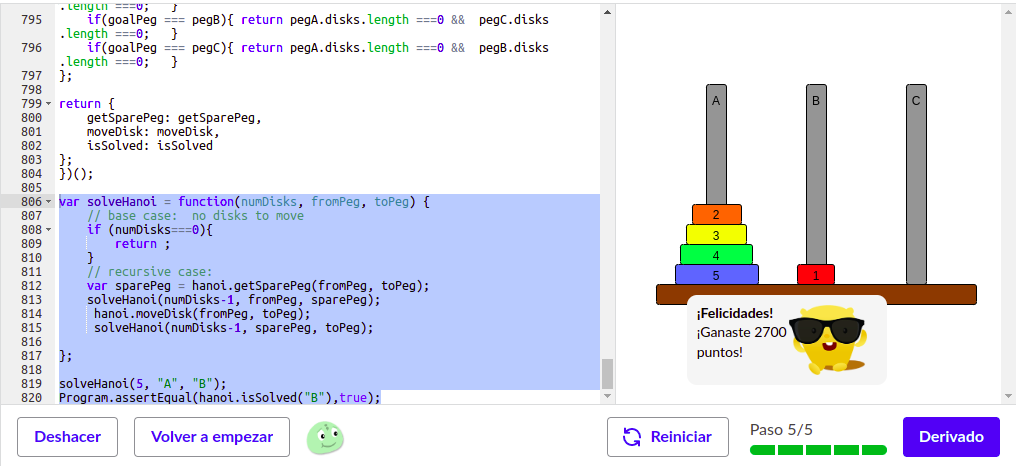 .length ===0;   }
795     if(goalPeg === pegB){ return pegA.disks.length ===0 &&  pegC.disks
.length ===0;   }
796     if(goalPeg === pegC){ return pegA.disks.length ===0 &&  pegB.disks
.length ===0;   }
797 };
798
799 return {
800     getSparePeg: getSparePeg,
801     moveDisk: moveDisk,
802     isSolved: isSolved
803 };
804 })();
805
806 var solveHanoi = function(numDisks, fromPeg, toPeg) {
807     // base case:  no disks to move
808     if (numDisks===0){
809         return ;
810     }
811     // recursive case:
812     var sparePeg = hanoi.getSparePeg(fromPeg, toPeg);
813     solveHanoi(numDisks-1, fromPeg, sparePeg);
814      hanoi.moveDisk(fromPeg, toPeg);
815      solveHanoi(numDisks-1, sparePeg, toPeg);
816
817 };
818
819 solveHanoi(5, "A", "B");
820 Program.assertEqual(hanoi.isSolved("B"),true);
A B C
2
3
4
5 1
¡Felicidades!
¡Ganaste 2700
puntos!
Deshacer
Volver a empezar
Reiniciar
Paso 5/5
Derivado